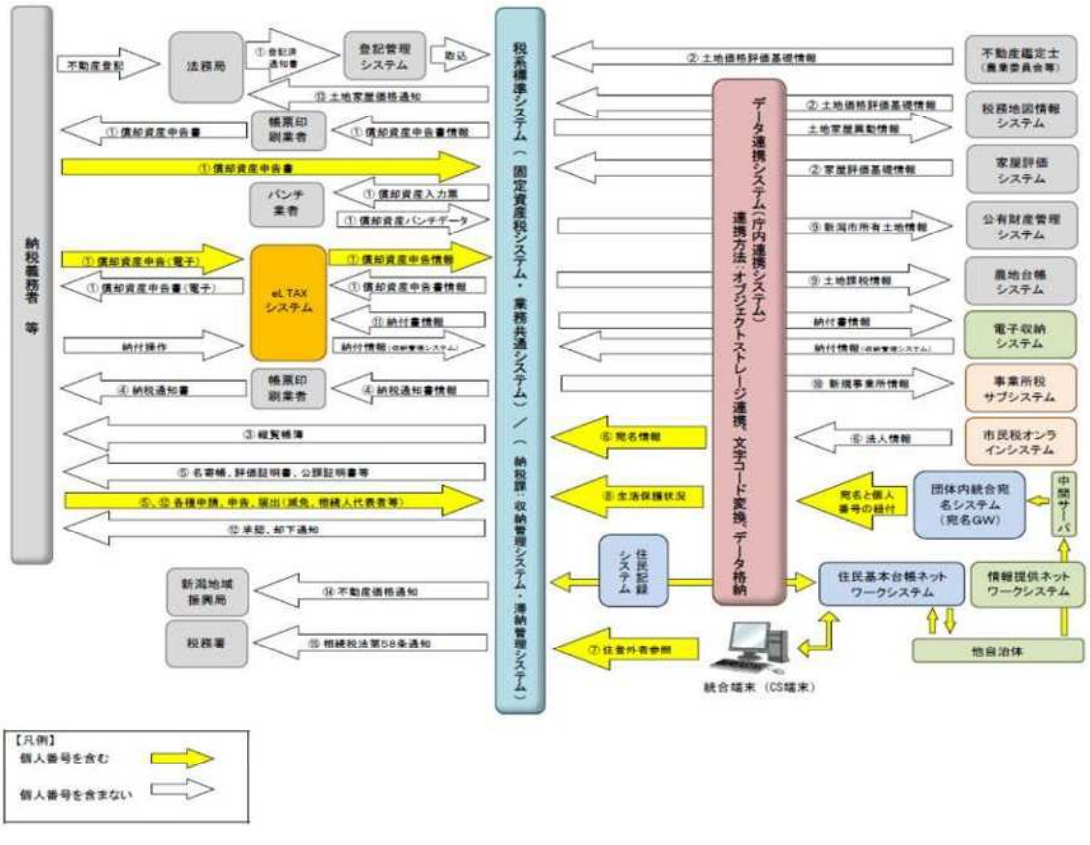 不動産登記
法務局
①登記済
通知書
登記管理
システム
取込
⑬土地家屋価格通知
①償却資産申告書
帳票印
刷業者
①償却資産申告書情報
①償却資産申告書
パンチ
業者
①償却資産入力票
①償却資産パンチデータ
納税義務者 等
①償却資産申告(電子)
①償却資産申告書(電子)
eLTAX
システム
①償却資産申告情報
①償却資産申告書情報
⑪納付書情報
納付操作
納付情報(収納管理システム)
④納税通知書
帳票印
刷業者
④納税通知書情報
③縦覧帳簿
⑤名寄帳、評価証明書、公課証明書等
⑤、⑫各種申請、申告、届出(減免、相続人代表者等)
⑫承認、却下通知
新潟地域
振興局
⑭不動産価格通知
税務署
⑮相続税法第58条通知
税系標準システム(固定資産税システム・業務共通システム)/(納税課:収納管理システム・滞納管理システム)
②土地価格評価基礎情報
不動産鑑定士
(農業委員会等)
データ連携システム(庁内連携システム)
連携方法:オブジェクトストレージ連携、文字コード変換、データ格納
②土地価格評価基礎情報
土地家屋異動情報
税務地図情報
システム
②家屋評価基礎情報
家屋評価
システム
⑨新潟市所有土地情報
公有財産管理
システム
⑨土地課税情報
農地台帳
システム
納付書情報
納付情報(収納管理システム)
電子収納
システム
⑩新規事業所情報
事業所税
サブシステム
⑥宛名情報
⑥法人情報
市民税オンラ
インシステム
⑧生活保護状況
宛名と個人
番号の紐付
団体内統合宛
名システム
(宛名GW)
中間サーバ
住民記録
システム
住民基本台帳ネット
ワークシステム
情報提供ネット
ワークシステム
⑦住登外者参照
統合端末(CS端末)
他自治体
【凡例】
個人番号を含む
個人番号を含まない